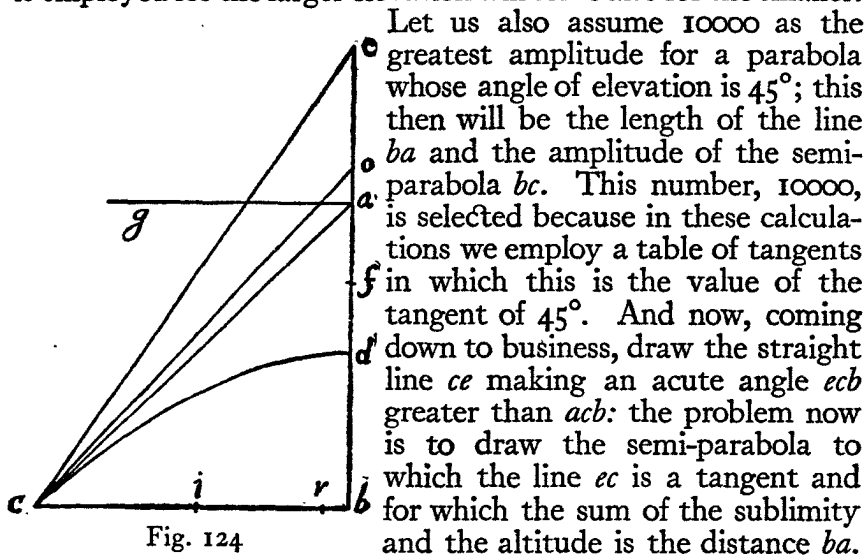 Let us also assume 10000 as the
greatest amplitude for a parabola
whose angle of elevation is 45°; this
then will be the length of the line
ba and the amplitude of the semi-
parabola bc. This number, 10000,
is selected because in these calcula-
tions we employ a table of tangents
in which this is the value of the
tangent of 45°. And now, coming
down to business, draw the straight
line ce making an acute angle ecb
greater than acb: the problem now
is to draw the semi-parabola to
which the line ec is a tangent and
for which the sum of the sublimity
and the altitude is the distance ba.
e
o
a
g
f
d
c
i
r
b
Fig. 124